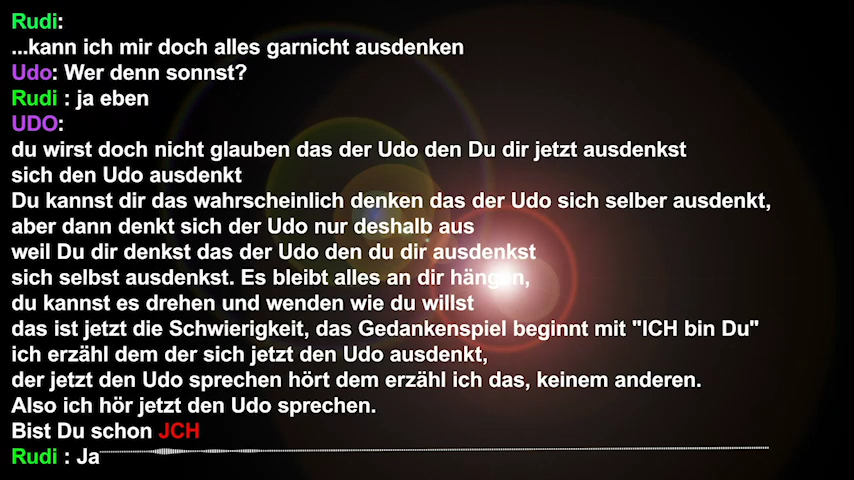 Rudi:
...kann ich mir doch alles garnicht ausdenken
Udo: Wer denn sonnst?
Rudi : ja eben
UDO:
du wirst doch nicht glauben das der Udo den Du dir jetzt ausdenkst
sich den Udo ausdenkt
Du kannst dir das wahrscheinlich denken das der Udo sich selber ausdenkt,
aber dann denkt sich der Udo nur deshalb aus
weil Du dir denkst das der Udo den du dir ausdenkst
sich selbst ausdenkst. Es bleibt alles an dir hängen,
du kannst es drehen und wenden wie du willst
das ist jetzt die Schwierigkeit, das Gedankenspiel beginnt mit "ICH bin Du"
ich erzähl dem der sich jetzt den Udo ausdenkt,
der jetzt den Udo sprechen hört dem erzähl ich das, keinem anderen.
Also ich hör jetzt den Udo sprechen.
Bist Du schon JCH
Rudi : Ja